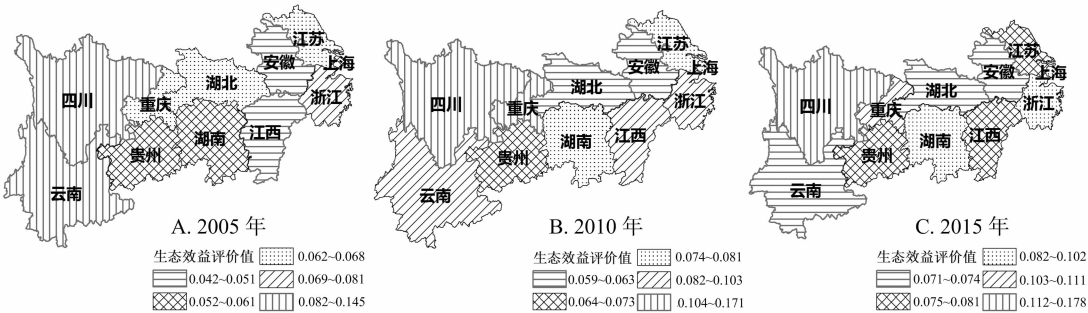 江苏
安徽
上海
湖北
浙江
四川
重庆
湖南
江西
贵州
云南
A. 2005 年
生态效益评价值
0.062~0.068
0.042~0.051
0.069~0.081
0.052~0.061
0.082~0.145
江苏
安徽
上海
湖北
浙江
四川
重庆
湖南
江西
贵州
云南
B. 2010 年
生态效益评价值
0.074~0.081
0.059~0.063
0.082~0.103
0.064~0.073
0.104~0.171
江苏
安徽
上海
湖北
浙江
四川
重庆
湖南
江西
贵州
云南
C. 2015 年
生态效益评价值
0.082~0.102
0.071~0.074
0.103~0.111
0.075~0.081
0.112~0.178